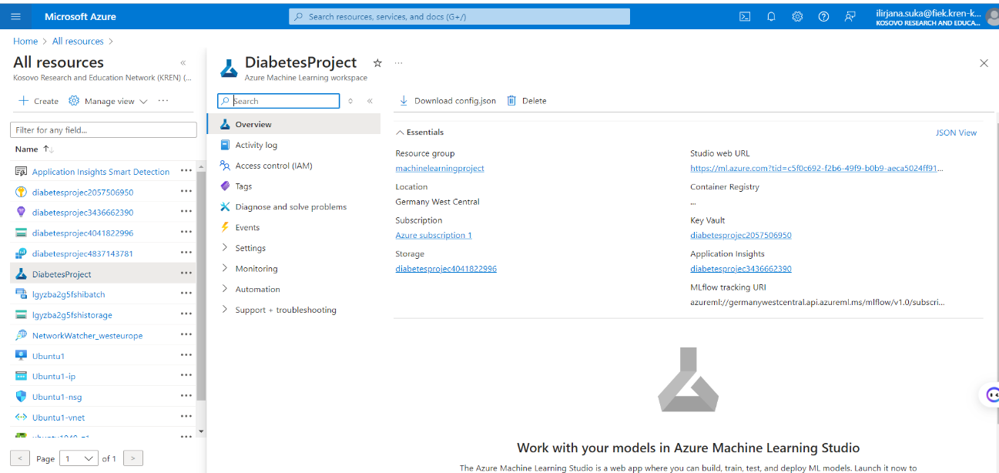 Microsoft Azure
Search resources, services, and docs (G+/)
ilirjana.suka@fiek.kren-k...
KOSOVO RESEARCH AND EDUCA...
Home > All resources >
All resources
Kosovo Research and Education Network (KREN) (...
Create
Manage view
Filter for any field...
Name
Application Insights Smart Detection
diabetesprojec2057506950
diabetesprojec3436662390
diabetesprojec4041822996
diabetesprojec4837143781
DiabetesProject
lgyzba2g5fshibatch
lgyzba2g5fshistorage
NetworkWatcher_westeurope
Ubuntu1
Ubuntu1-ip
Ubuntu1-nsg
Ubuntu1-vnet
< Page 1 of 1 >
DiabetesProject
Azure Machine Learning workspace
Search
Overview
Activity log
Access control (IAM)
Tags
Diagnose and solve problems
Events
Settings
Monitoring
Automation
Support + troubleshooting
Download config.json
Delete
Essentials
JSON View
Resource group
machinelearningproject
Location
Germany West Central
Subscription
Azure subscription 1
Storage
diabetesprojec4041822996
Studio web URL
https://ml.azure.com?tid=c5f0c692-f2b6-49f9-b0b9-aeca5024ff91...
Container Registry
...
Key Vault
diabetesprojec2057506950
Application Insights
diabetesprojec3436662390
MLflow tracking URI
azureml://germanywestcentral.api.azureml.ms/mlflow/v1.0/subscri...
Work with your models in Azure Machine Learning Studio
The Azure Machine Learning Studio is a web app where you can build, train, test, and deploy ML models. Launch it now to